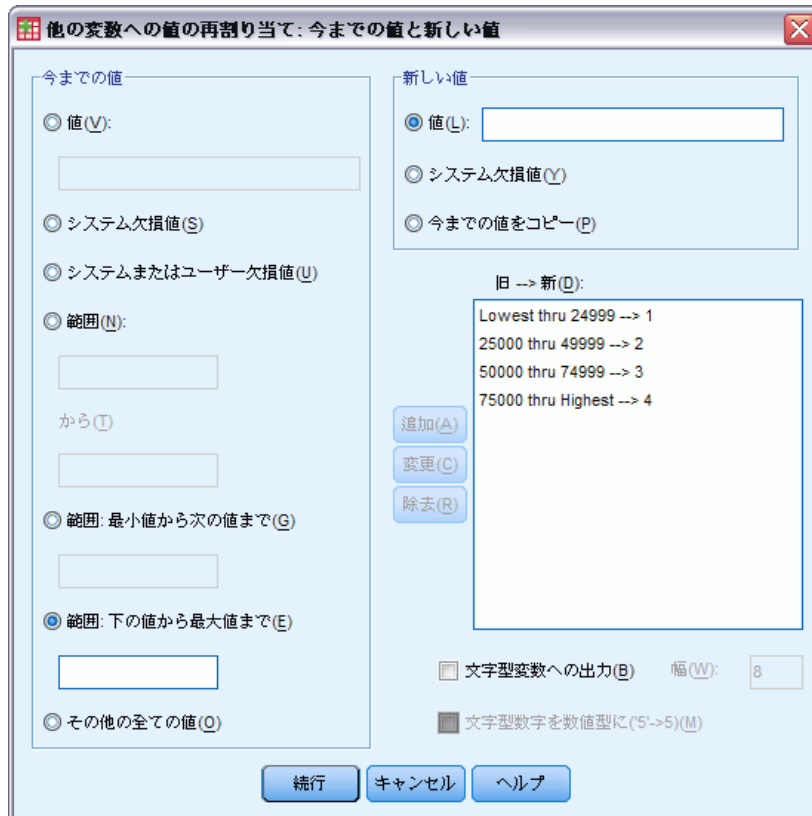 他の変数への値の再割り当て: 今までの値と新しい値
今までの値
値(V):
システム欠損値(S)
システムまたはユーザー欠損値(U)
範囲(N):
から(T)
範囲: 最小値から次の値まで(G)
範囲: 下の値から最大値まで(E)
その他の全ての値(O)
新しい値
値(L):
システム欠損値(Y)
今までの値をコピー(P)
旧 --> 新(D):
Lowest thru 24999 --> 1
25000 thru 49999 --> 2
50000 thru 74999 --> 3
75000 thru Highest --> 4
追加(A)
変更(C)
除去(R)
文字型変数への出力(B) 幅(W): 8
文字型数字を数値型に('5'->5)(M)
続行 キャンセル ヘルプ